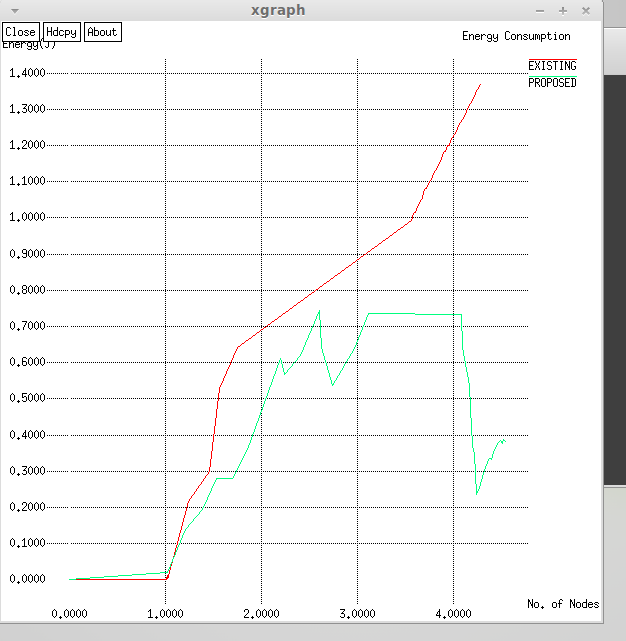 xgraph
Close Hdcpy About
Energy(J)
Energy Consumption
EXISTING
PROPOSED
1.4000
1.3000
1.2000
1.1000
1.0000
0.9000
0.8000
0.7000
0.6000
0.5000
0.4000
0.3000
0.2000
0.1000
0.0000
No. of Nodes
0.0000 1.0000 2.0000 3.0000 4.0000